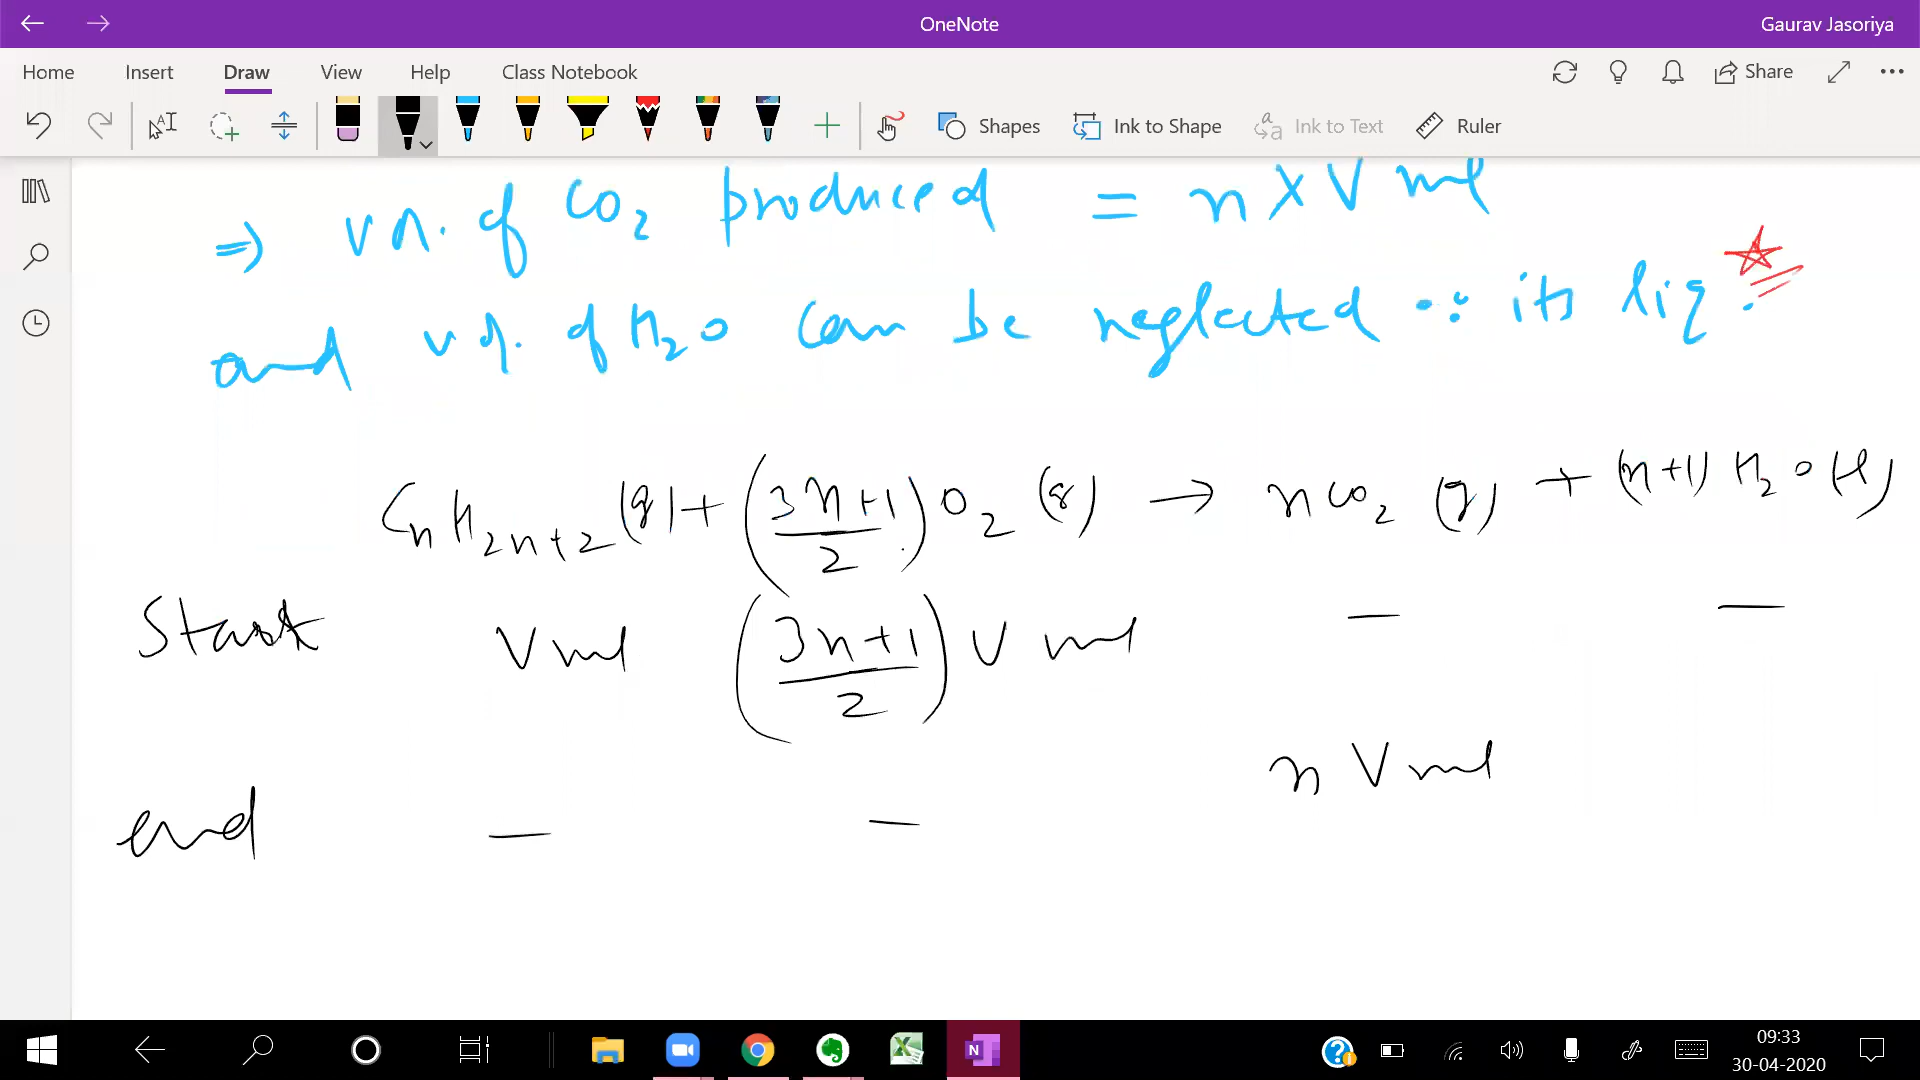 OneNote
Gaurav Jasoriya
Home Insert Draw View Help Class Notebook Share
Shapes Ink to Shape Ink to Text Ruler
⇒ vol. of CO₂ produced = n X V ml
and vol. of H₂O can be neglected ∵ its liq.
CₙH₂ₙ₊₂ (g) + (3n+1/2) O₂ (g) → n CO₂ (g) + (n+1) H₂O (l)
Start V ml (3n+1/2) V ml — —
end — — n V ml
09:33
30-04-2020